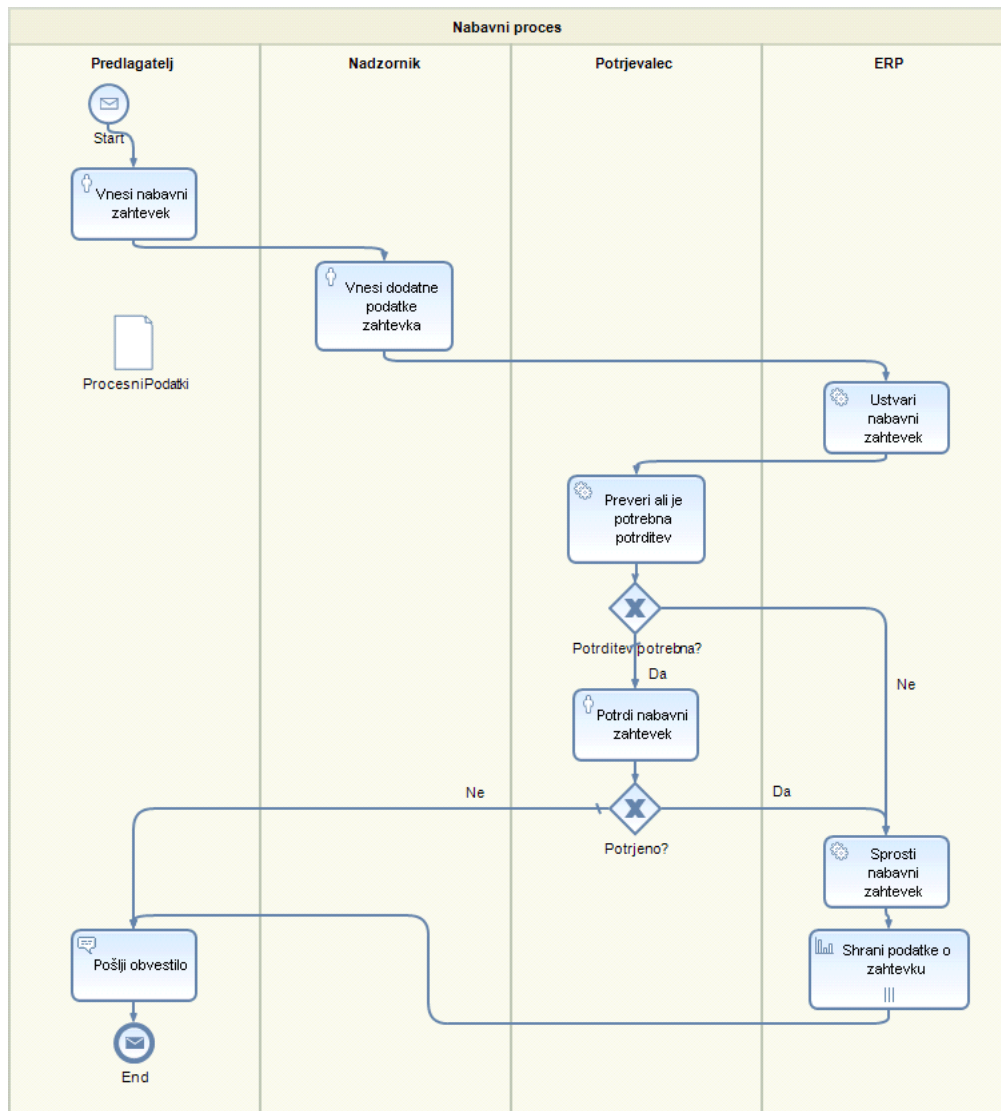 Nabavni proces
Predlagatelj
Nadzornik
Potrjevalec
ERP
Start
Vnesi nabavni
zahtevek
Vnesi dodatne
podatke
zahtevka
ProcesniPodatki
Ustvari
nabavni
zahtevek
Preveri ali je
potrebna
potrditev
Potrditev potrebna?
Da
Ne
Potrdi nabavni
zahtevek
Ne
Da
Potrjeno?
Sprosti
nabavni
zahtevek
Pošlji obvestilo
Shrani podatke o
zahtevku
End